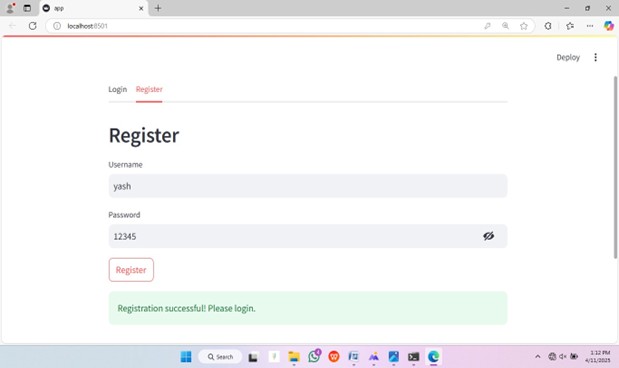 app
localhost:8501
Deploy
Login Register
Register
Username
yash
Password
12345
Register
Registration successful! Please login.
Search
1:12 PM
4/11/2025